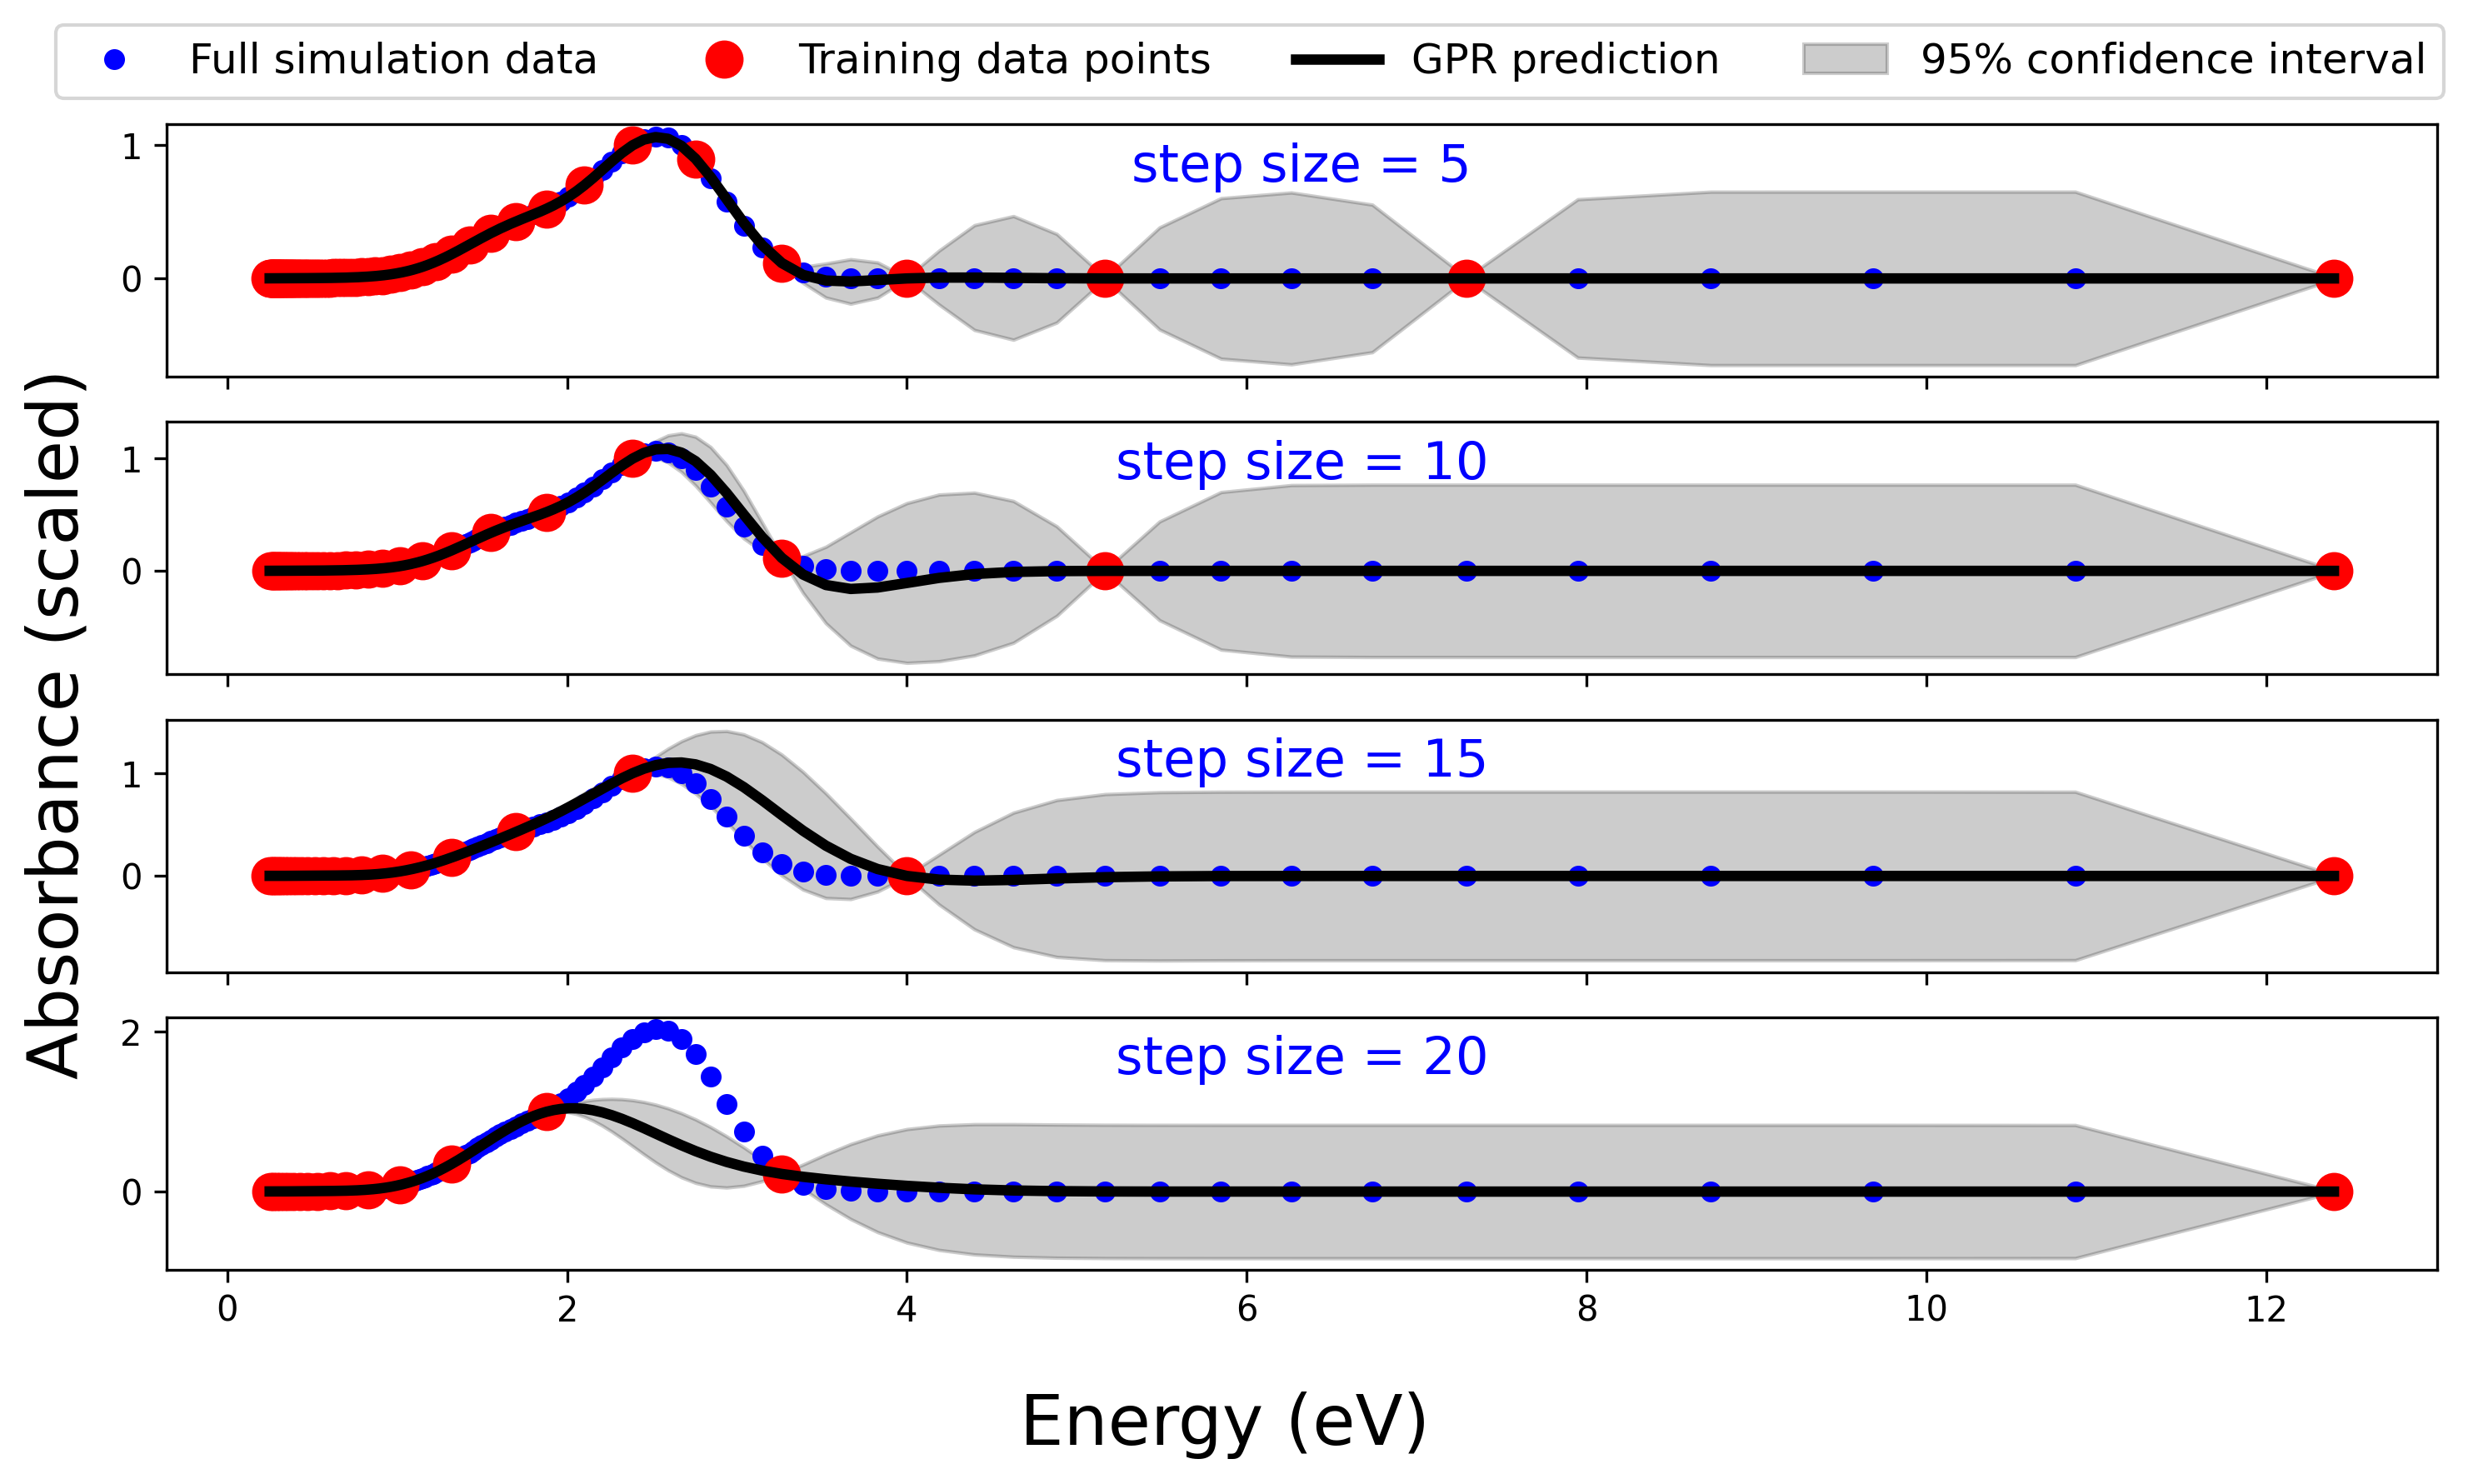 Full simulation data
Training data points
GPR prediction
95% confidence interval
Absorbance (scaled)
step size = 5
1
0
step size = 10
1
0
step size = 15
1
0
step size = 20
2
0
0 2 4 6 8 10 12
Energy (eV)